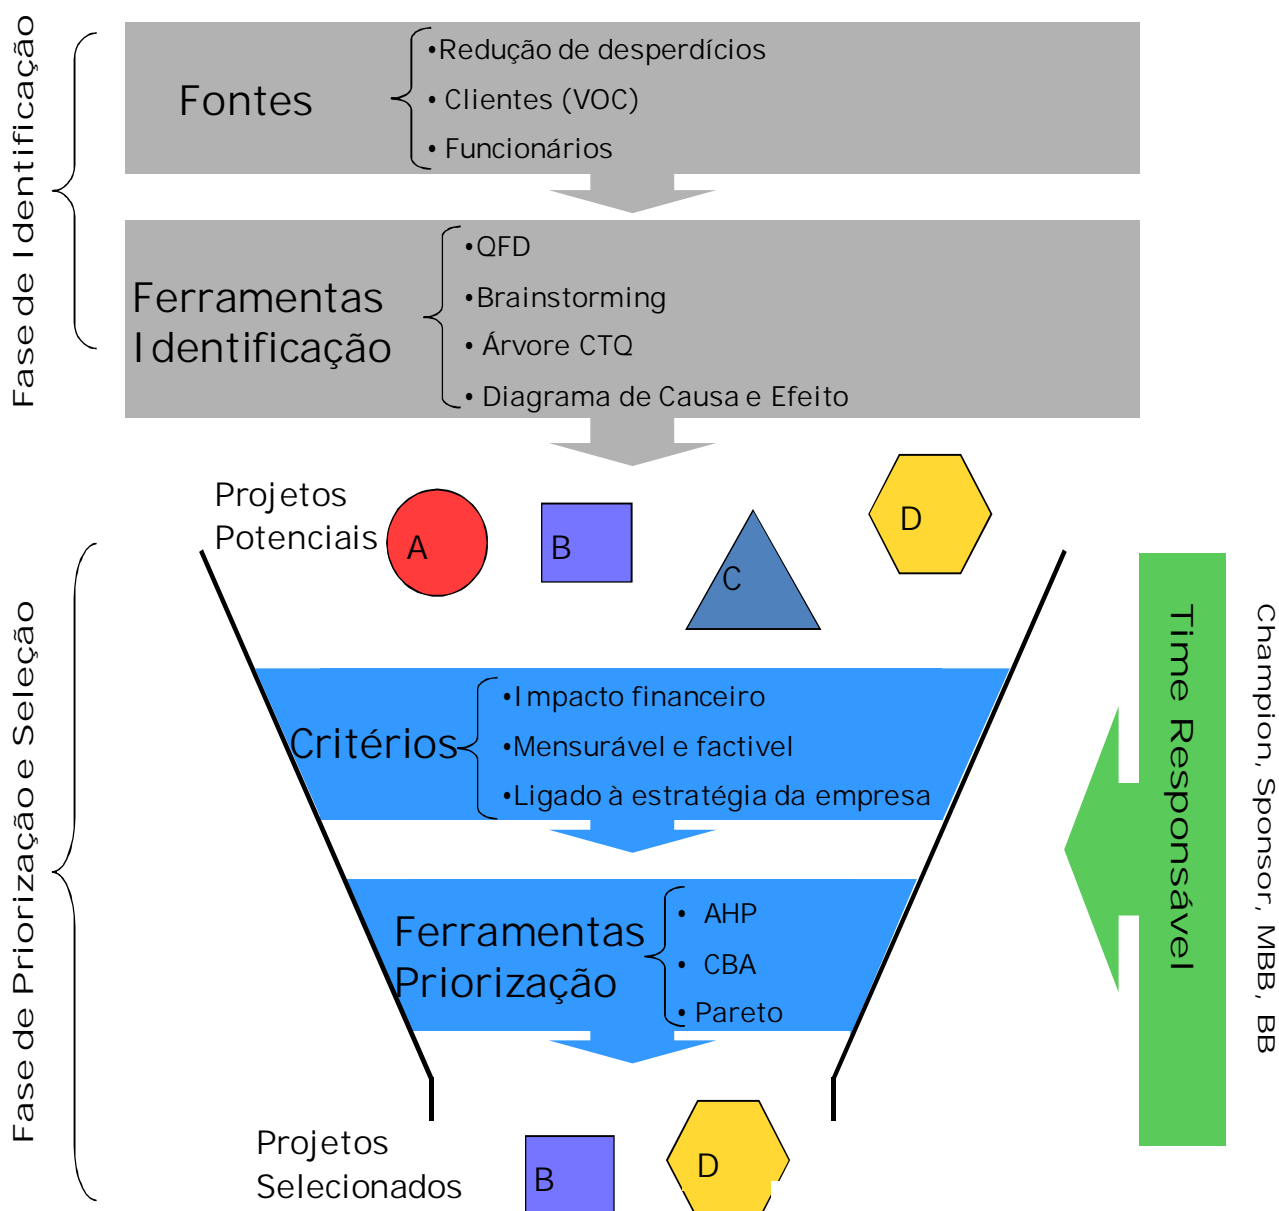 Fase de Identificação
Fontes
•Redução de desperdícios
• Clientes (VOC)
• Funcionários
Ferramentas
Identificação
•QFD
•Brainstorming
• Árvore CTQ
• Diagrama de Causa e Efeito
Fase de Priorização e Seleção
Projetos
Potenciais
A
B
C
D
Critérios
•Impacto financeiro
•Mensurável e factivel
•Ligado à estratégia da empresa
Ferramentas
Priorização
• AHP
• CBA
• Pareto
Time Responsável
Champion, Sponsor, MBB, BB
Projetos
Selecionados
B
D